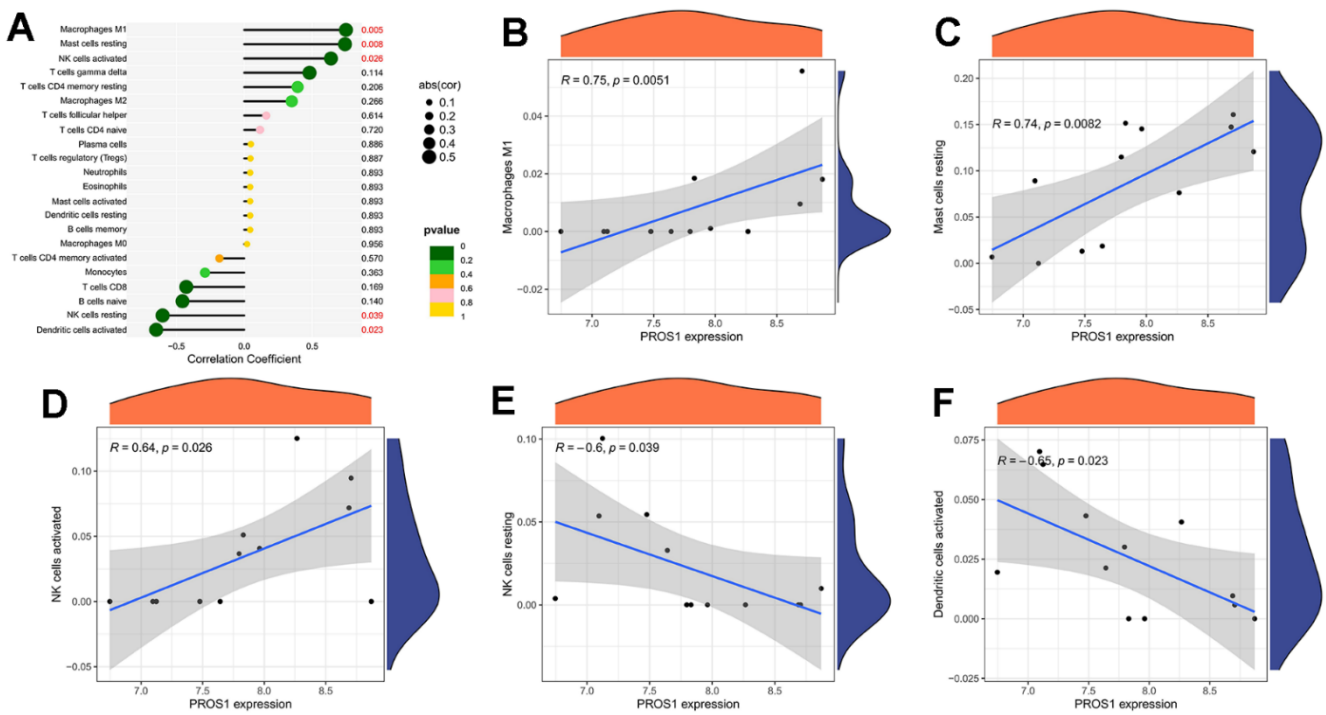 A
Macrophages M1 0.005
Mast cells resting 0.008
NK cells activated 0.026
T cells gamma delta 0.114
T cells CD4 memory resting 0.206
Macrophages M2 0.266
T cells follicular helper 0.614
T cells CD4 naive 0.720
Plasma cells 0.886
T cells regulatory (Tregs) 0.887
Neutrophils 0.893
Eosinophils 0.893
Mast cells activated 0.893
Dendritic cells resting 0.893
B cells memory 0.893
Macrophages M0 0.956
T cells CD4 memory activated 0.570
Monocytes 0.363
T cells CD8 0.169
B cells naive 0.140
NK cells resting 0.039
Dendritic cells activated 0.023
−0.5 0.0 0.5
Correlation Coefficient
abs(cor)
0.1
0.2
0.3
0.4
0.5
pvalue
0
0.2
0.4
0.6
0.8
1
B
R = 0.75, p = 0.0051
Macrophages M1
0.04
0.02
0.00
−0.02
7.0 7.5 8.0 8.5
PROS1 expression
C
R = 0.74, p = 0.0082
Mast cells resting
0.20
0.15
0.10
0.05
0.00
−0.05
7.0 7.5 8.0 8.5
PROS1 expression
D
R = 0.64, p = 0.026
NK cells activated
0.10
0.05
0.00
−0.05
7.0 7.5 8.0 8.5
PROS1 expression
E
R = −0.6, p = 0.039
NK cells resting
0.10
0.05
0.00
7.0 7.5 8.0 8.5
PROS1 expression
F
R = −0.65, p = 0.023
Dendritic cells activated
0.075
0.050
0.025
0.000
−0.025
7.0 7.5 8.0 8.5
PROS1 expression